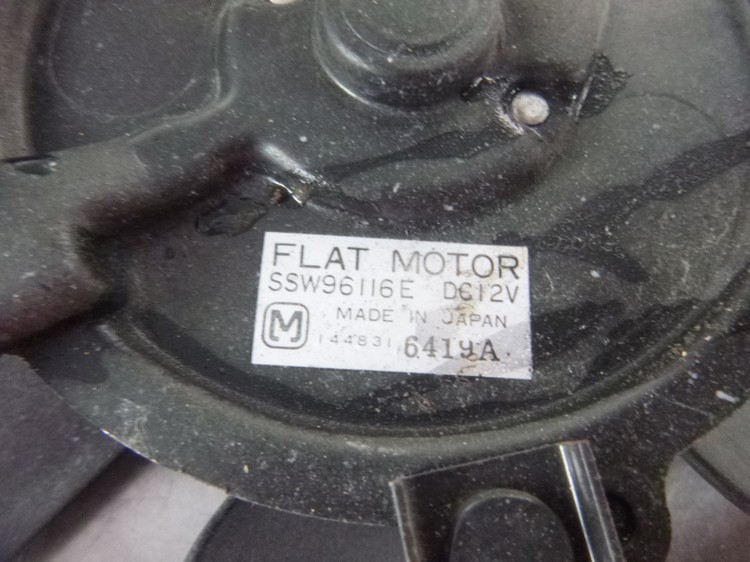 FLAT MOTOR
SSW96116E DC12V
MADE IN JAPAN
M 144831 6419A